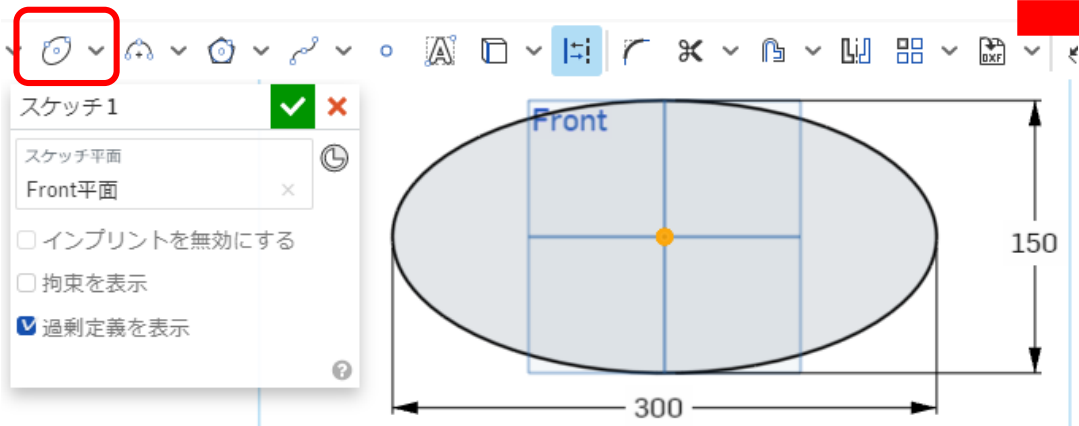 A
DXF
スケッチ 1
スケッチ平面
Front平面
インプリントを無効にする
拘束を表示
過剰定義を表示
?
Front
150
300